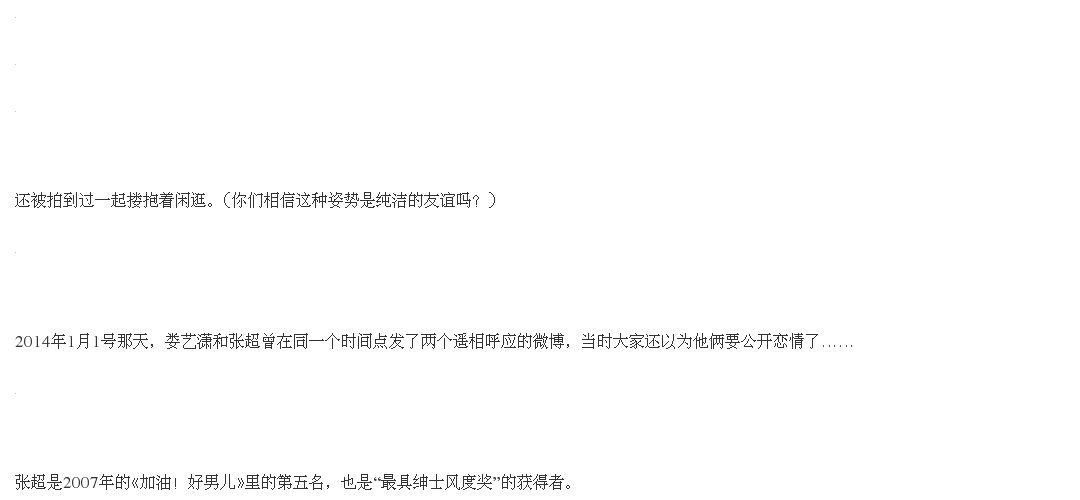 还被拍到过一起搂抱着闲逛。（你们相信这种姿势是纯洁的友谊吗？）
2014年1月1号那天，娄艺潇和张超曾在同一个时间点发了两个遥相呼应的微博，当时大家还以为他俩要公开恋情了……
张超是2007年的《加油！好男儿》里的第五名，也是“最具绅士风度奖”的获得者。